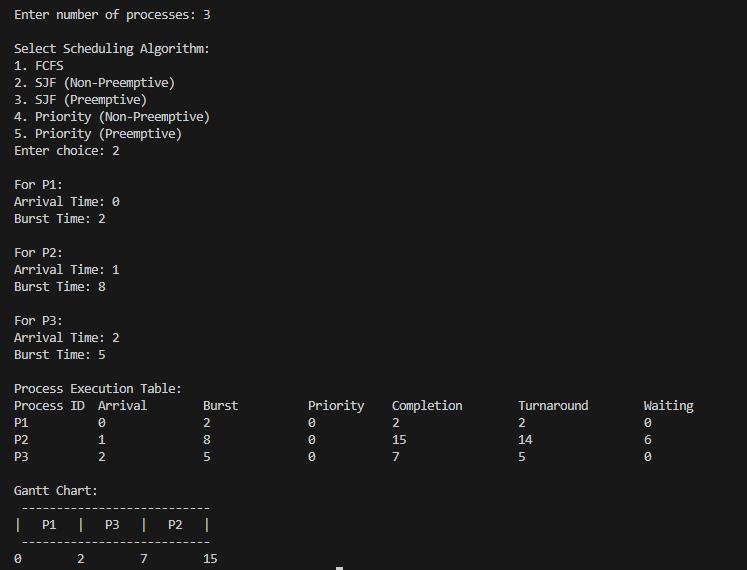 Enter number of processes: 3
Select Scheduling Algorithm:
1. FCFS
2. SJF (Non-Preemptive)
3. SJF (Preemptive)
4. Priority (Non-Preemptive)
5. Priority (Preemptive)
Enter choice: 2
For P1:
Arrival Time: 0
Burst Time: 2
For P2:
Arrival Time: 1
Burst Time: 8
For P3:
Arrival Time: 2
Burst Time: 5
Process Execution Table:
Process ID  Arrival        Burst          Priority    Completion        Turnaround        Waiting
P1          0              2              0           2                 2                 0
P2          1              8              0           15                14                6
P3          2              5              0           7                 5                 0
Gantt Chart:
 ---------------------------
|   P1   |   P3   |   P2   |
 ---------------------------
0        2        7        15